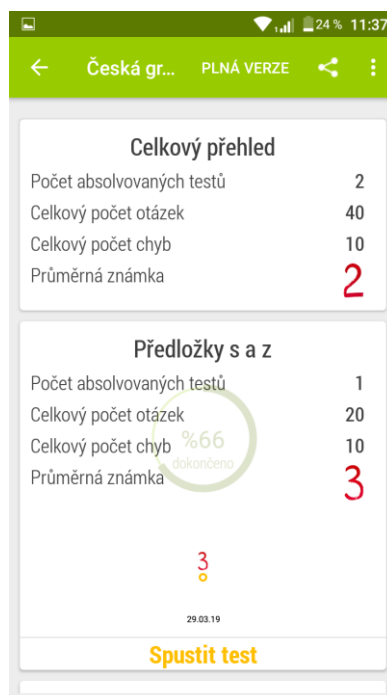 24 % 11:37
Česká gr... PLNÁ VERZE
Celkový přehled
Počet absolvovaných testů 2
Celkový počet otázek 40
Celkový počet chyb 10
Průměrná známka 2
Předložky s a z
Počet absolvovaných testů 1
Celkový počet otázek 20
Celkový počet chyb 10
%66
dokončeno
Průměrná známka 3
3
29.03.19
Spustit test